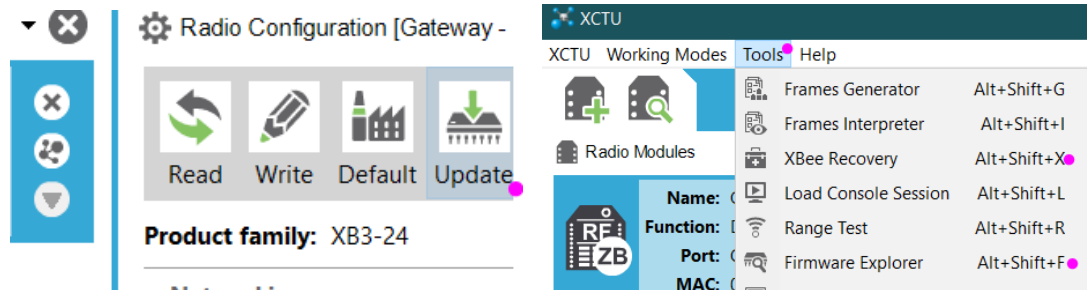 Radio Configuration [Gateway -
Read Write Default Update
Product family: XB3-24
XCTU
XCTU Working Modes Tools Help
Frames Generator Alt+Shift+G
Frames Interpreter Alt+Shift+I
Radio Modules
XBee Recovery Alt+Shift+X
Load Console Session Alt+Shift+L
Name:
Function:
Range Test Alt+Shift+R
RF
ZB
Port:
Firmware Explorer Alt+Shift+F
MAC: